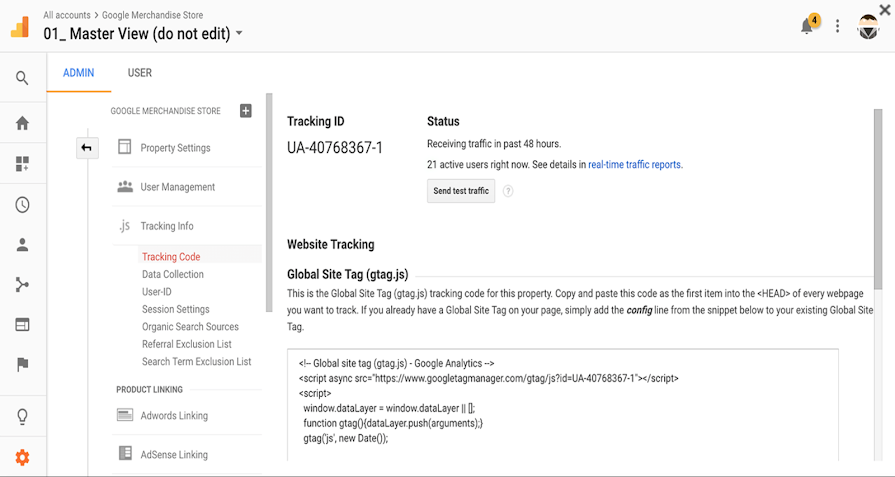 All accounts > Google Merchandise Store
01_ Master View (do not edit)
4
ADMIN USER
GOOGLE MERCHANDISE STORE
Property Settings
User Management
.js Tracking Info
Tracking Code
Data Collection
User-ID
Session Settings
Organic Search Sources
Referral Exclusion List
Search Term Exclusion List
PRODUCT LINKING
Adwords Linking
AdSense Linking
Tracking ID
UA-40768367-1
Status
Receiving traffic in past 48 hours.
21 active users right now. See details in real-time traffic reports.
Send test traffic ?
Website Tracking
Global Site Tag (gtag.js)
This is the Global Site Tag (gtag.js) tracking code for this property. Copy and paste this code as the first item into the <HEAD> of every webpage
you want to track. If you already have a Global Site Tag on your page, simply add the config line from the snippet below to your existing Global Site
Tag.
<!-- Global site tag (gtag.js) - Google Analytics -->
<script async src="https://www.googletagmanager.com/gtag/js?id=UA-40768367-1"></script>
<script>
window.dataLayer = window.dataLayer || [];
function gtag(){dataLayer.push(arguments);}
gtag('js', new Date());